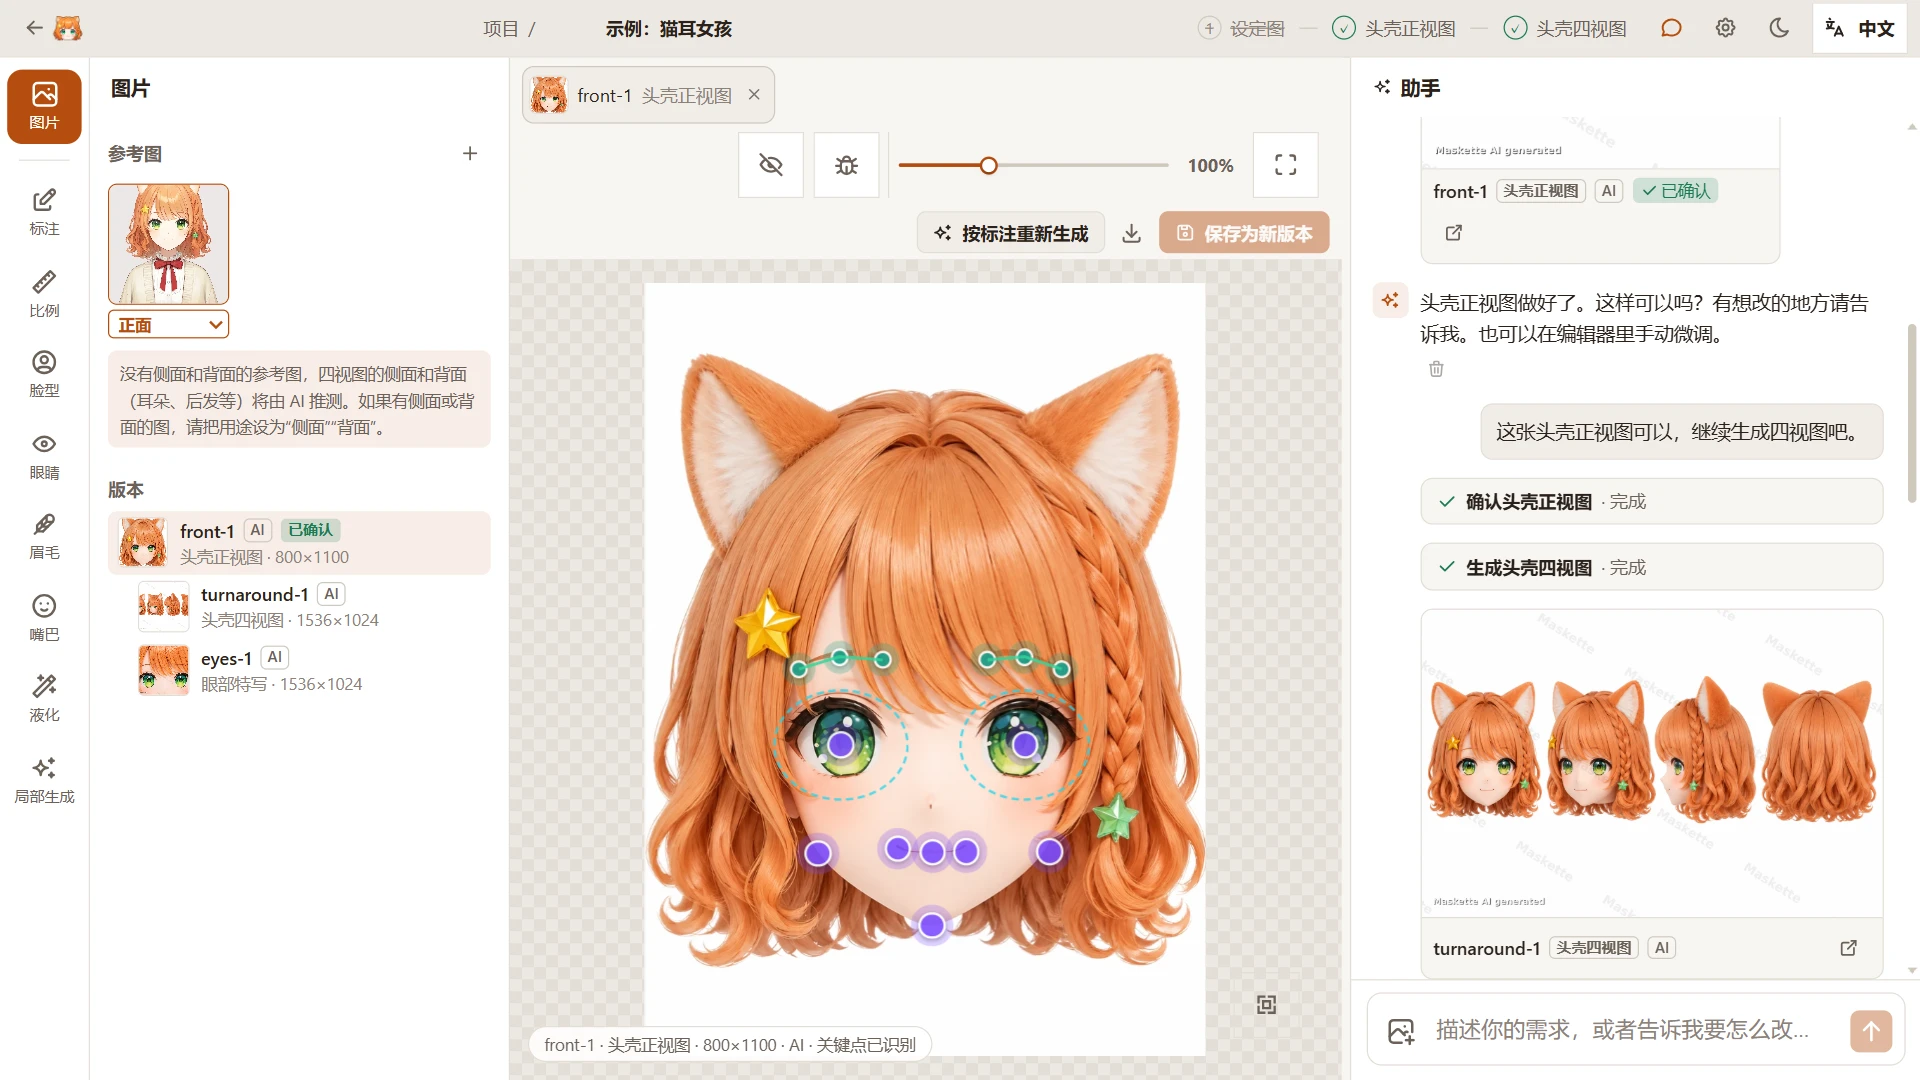 项目 /
示例：猫耳女孩
设定图
头壳正视图
头壳四视图
中文
图片
标注
比例
脸型
眼睛
眉毛
嘴巴
液化
局部生成
图片
参考图
正面
没有侧面和背面的参考图，四视图的侧面和背面
（耳朵、后发等）将由 AI 推测。如果有侧面或背
面的图，请把用途设为“侧面”“背面”。
版本
front-1 AI 已确认
头壳正视图 · 800×1100
turnaround-1 AI
头壳四视图 · 1536×1024
eyes-1 AI
眼部特写 · 1536×1024
front-1 头壳正视图
100%
按标注重新生成
保存为新版本
front-1 · 头壳正视图 · 800×1100 · AI · 关键点已识别
助手
Maskette AI generated
front-1 头壳正视图 AI 已确认
头壳正视图做好了。这样可以吗？有想改的地方请告
诉我。也可以在编辑器里手动微调。
这张头壳正视图可以，继续生成四视图吧。
确认头壳正视图 · 完成
生成头壳四视图 · 完成
Maskette
Maskette
Maskette
Maskette
Maskette
Maskette
Maskette AI generated
turnaround-1 头壳四视图 AI
描述你的需求，或者告诉我要怎么改...